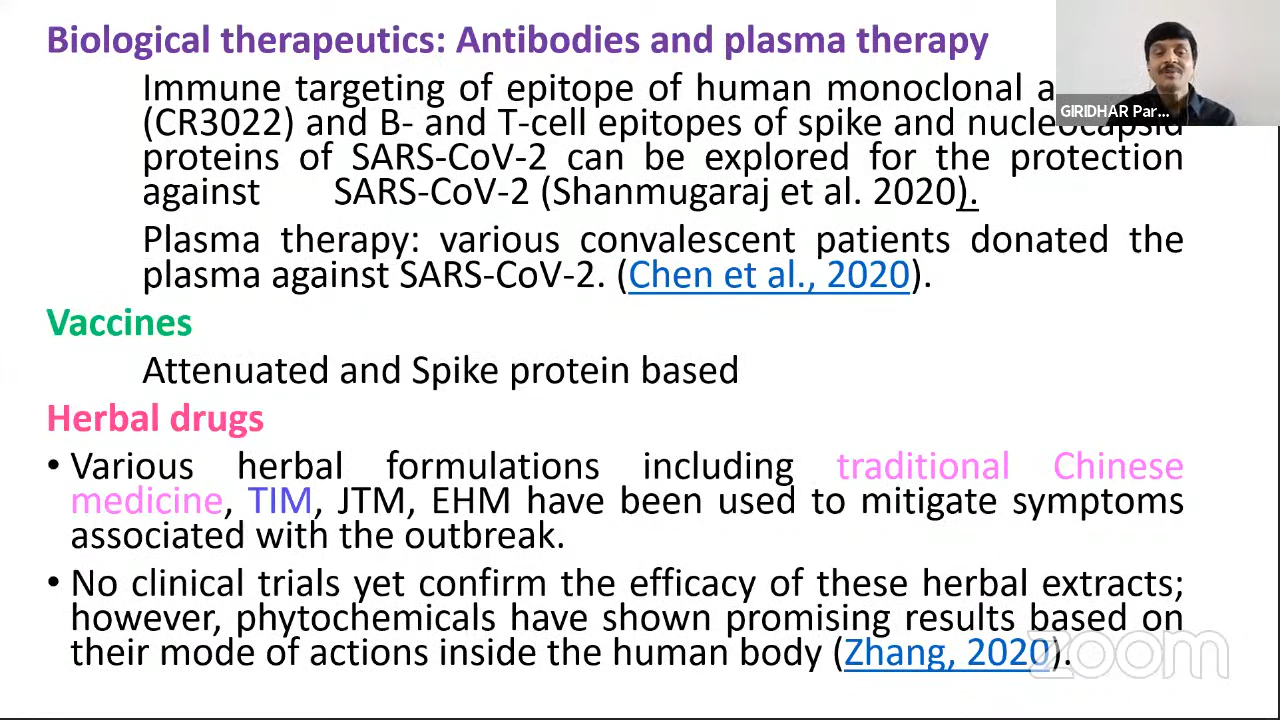 Biological therapeutics: Antibodies and plasma therapy
Immune targeting of epitope of human monoclonal a
(CR3022) and B- and T-cell epitopes of spike and nucleocapsid
proteins of SARS-CoV-2 can be explored for the protection
against SARS-CoV-2 (Shanmugaraj et al. 2020).
Plasma therapy: various convalescent patients donated the
plasma against SARS-CoV-2. (Chen et al., 2020).
Vaccines
Attenuated and Spike protein based
Herbal drugs
• Various herbal formulations including traditional Chinese
medicine, TIM, JTM, EHM have been used to mitigate symptoms
associated with the outbreak.
• No clinical trials yet confirm the efficacy of these herbal extracts;
however, phytochemicals have shown promising results based on
their mode of actions inside the human body (Zhang, 2020).
GIRIDHAR Par...
zoom